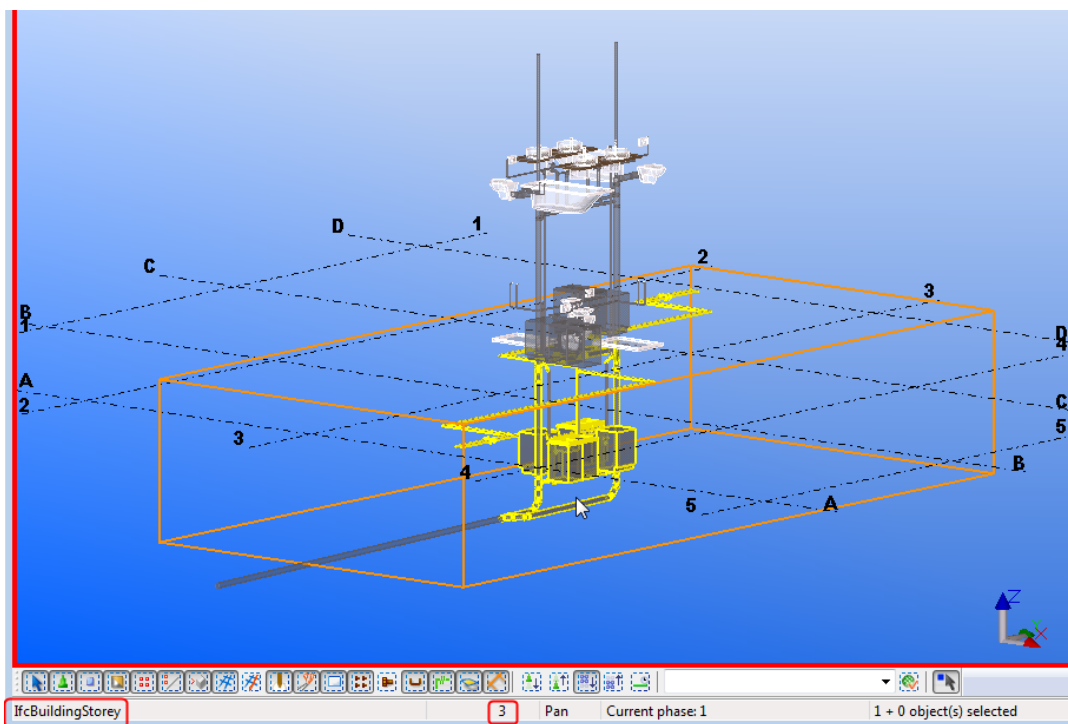 D
1
C
2
3
B
1
D
4
A
2
C
3
5
4
B
5
A
Z
X
IfcBuildingStorey 3 Pan Current phase: 1 1 + 0 object(s) selected